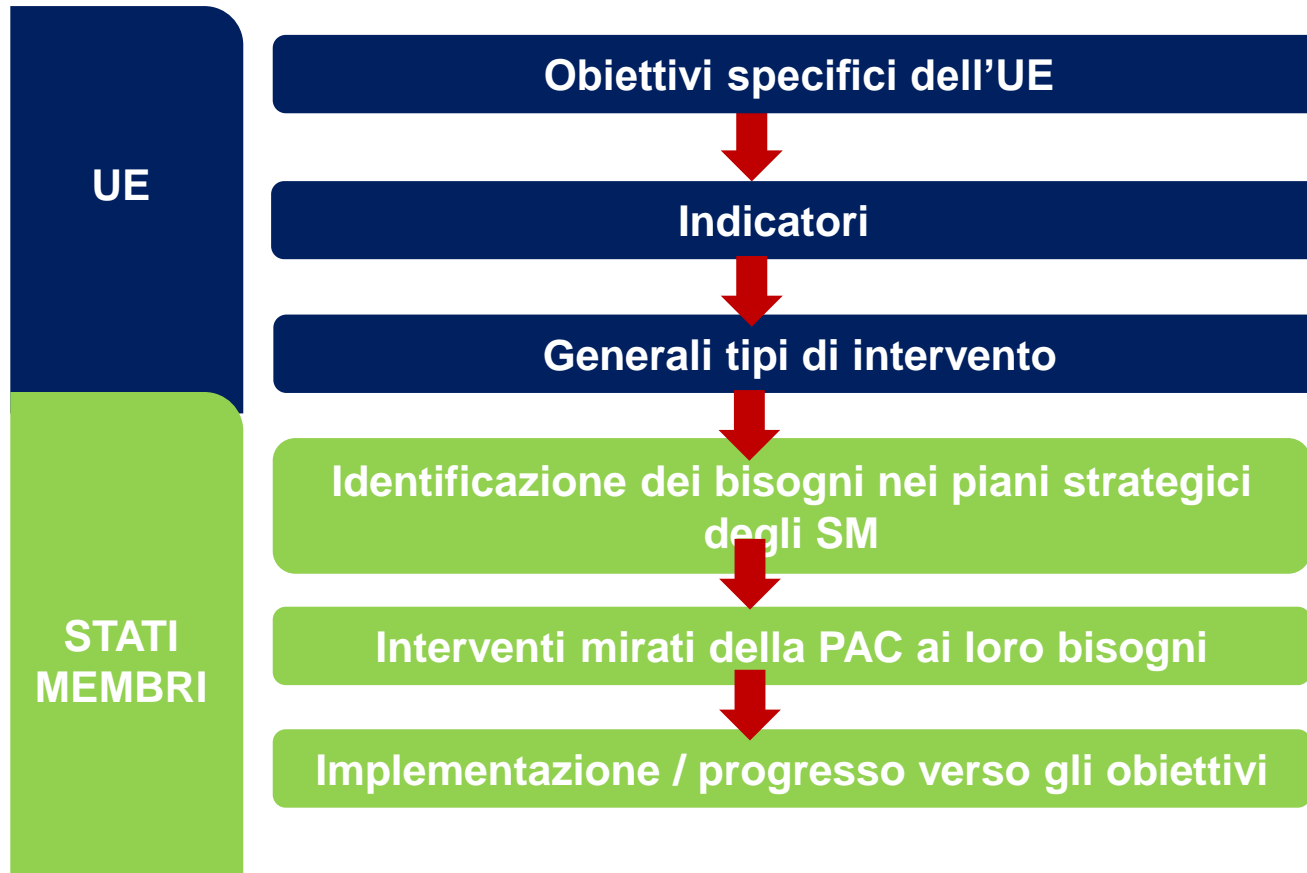 UE
Obiettivi specifici dell’UE
Indicatori
Generali tipi di intervento
STATI
MEMBRI
Identificazione dei bisogni nei piani strategici
degli SM
Interventi mirati della PAC ai loro bisogni
Implementazione / progresso verso gli obiettivi